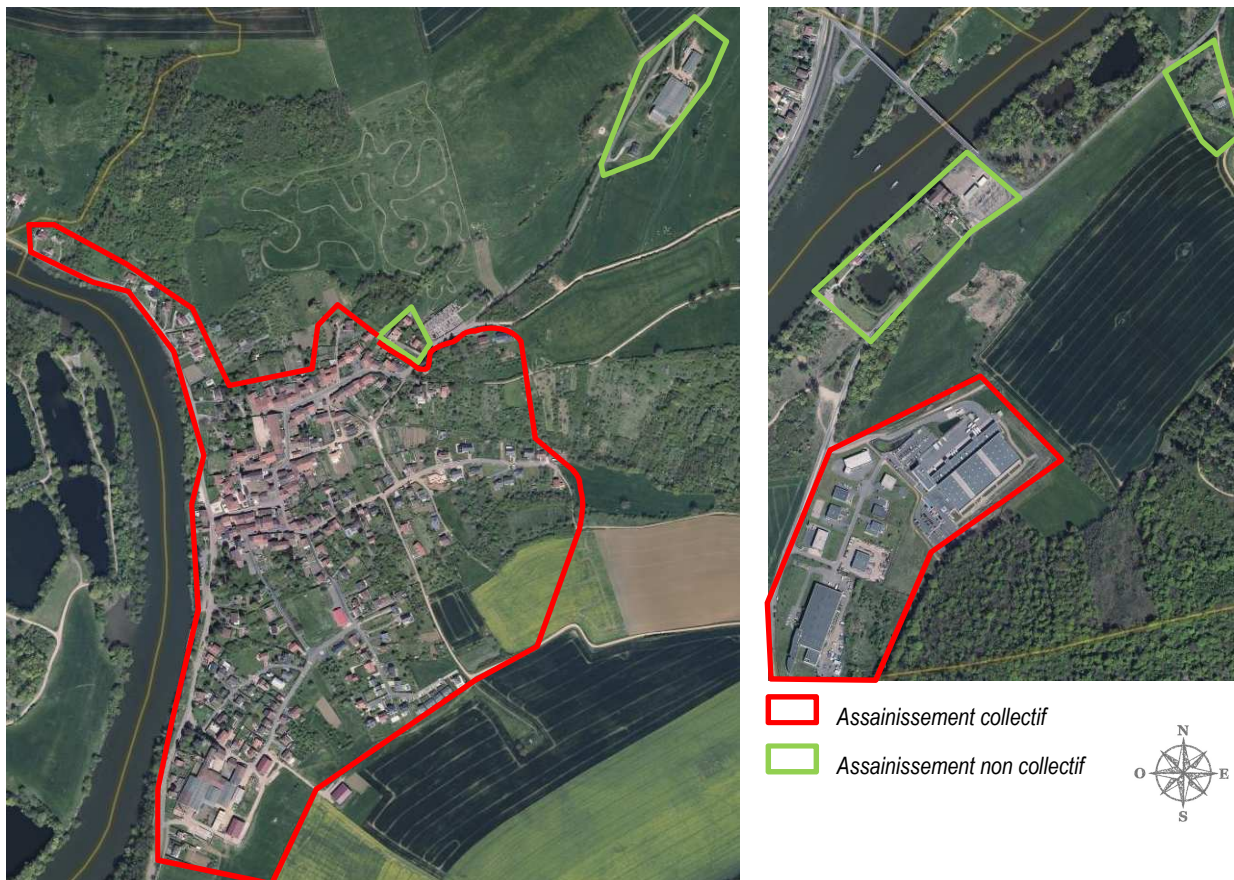 Assainissement collectif
Assainissement non collectif
N
O E
S